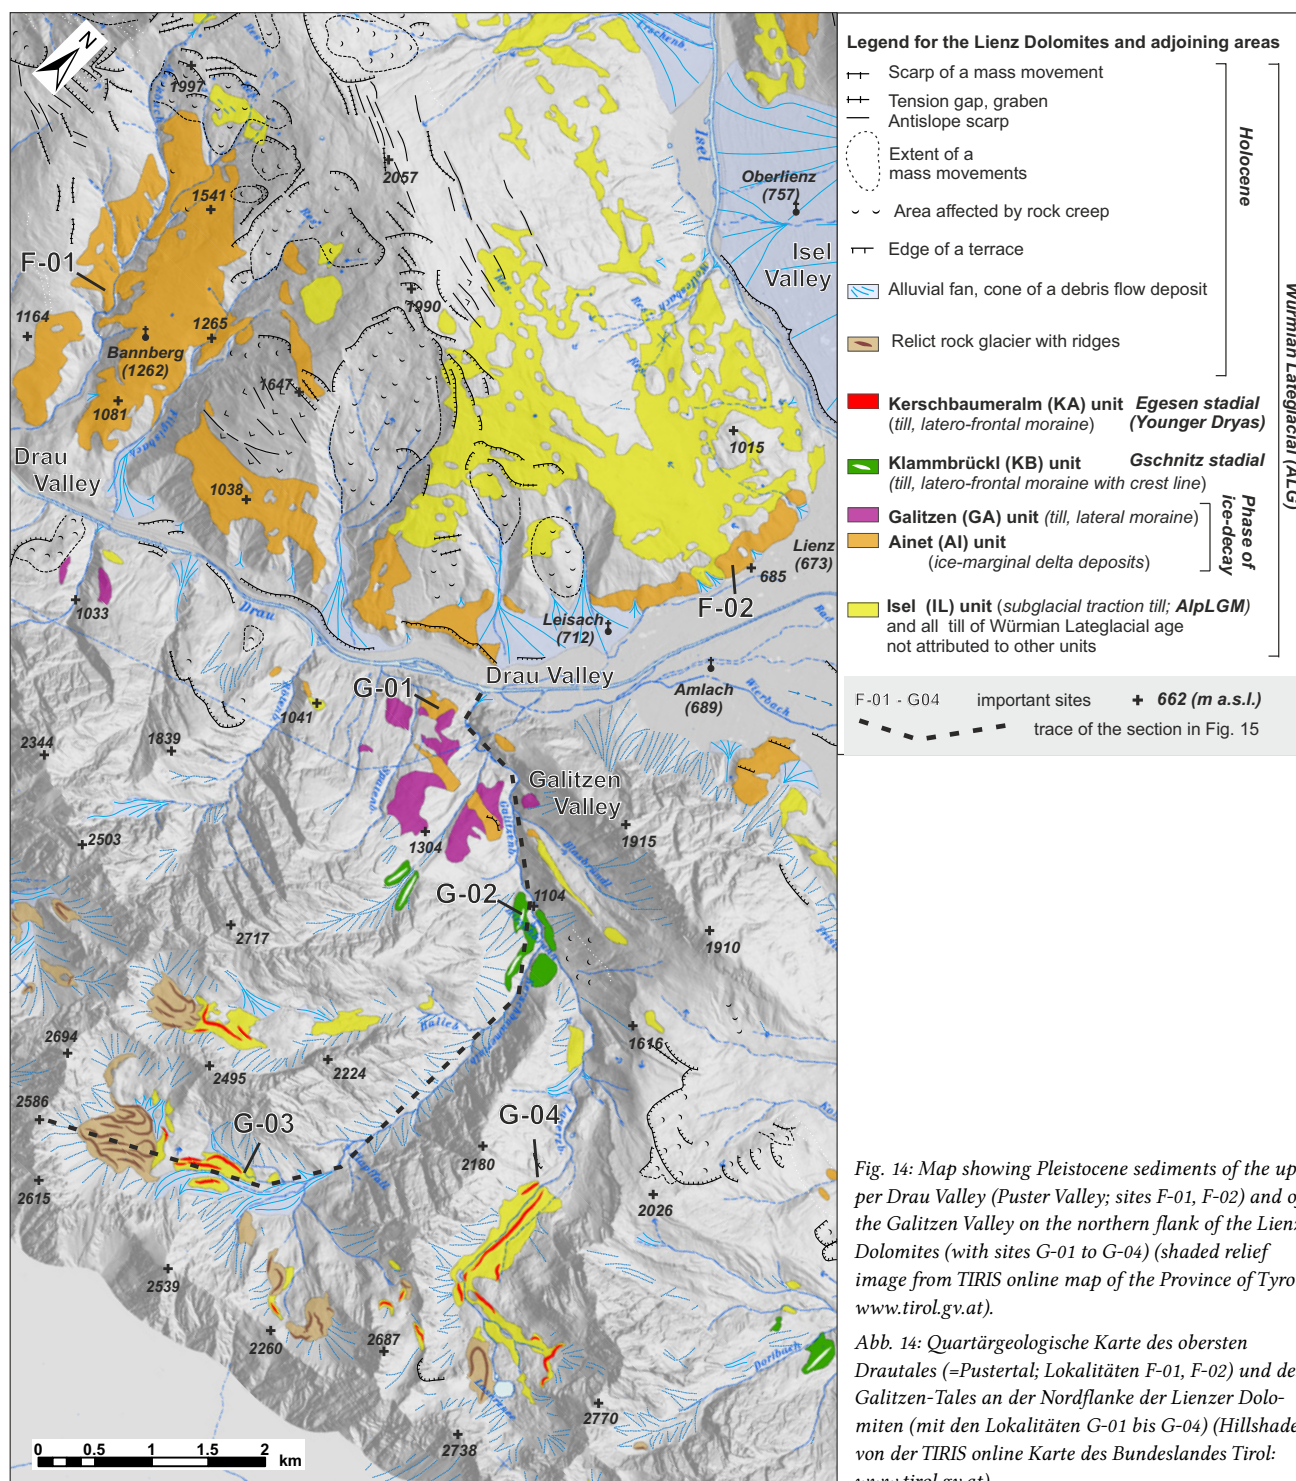 N
1997
2057
1541
F-01
1164
1265
Bannberg
(1262)
1081
1647
1990
Isel
Oberlienz
(757)
Isel
Valley
1015
Drau
Valley
1038
Lienz
(673)
685
F-02
1033
Drau
Leisach
(712)
Drau Valley
G-01
Amlach
(689)
1041
2344
1839
Galitzen
Valley
2503
1304
1915
G-02
1104
2717
1910
2694
2495
2224
1616
2586
G-03
G-04
2180
2615
2026
2539
2260
2687
2770
2738
0 0.5 1 1.5 2
km
Legend for the Lienz Dolomites and adjoining areas
Scarp of a mass movement
Tension gap, graben
Antislope scarp
Extent of a
mass movements
Area affected by rock creep
Edge of a terrace
Alluvial fan, cone of a debris flow deposit
Relict rock glacier with ridges
Holocene
Kerschbaumeralm (KA) unit Egesen stadial
(till, latero-frontal moraine) (Younger Dryas)
Klammbrückl (KB) unit Gschnitz stadial
(till, latero-frontal moraine with crest line)
Galitzen (GA) unit (till, lateral moraine)
Ainet (AI) unit
(ice-marginal delta deposits)
Phase of
ice-decay
Isel (IL) unit (subglacial traction till; AlpLGM)
and all till of Würmian Lateglacial age
not attributed to other units
Würmian Lateglacial (ALG)
F-01 - G04 important sites 662 (m a.s.l.)
trace of the section in Fig. 15
Fig. 14: Map showing Pleistocene sediments of the up-
per Drau Valley (Puster Valley; sites F-01, F-02) and o
the Galitzen Valley on the northern flank of the Lienz
Dolomites (with sites G-01 to G-04) (shaded relief
image from TIRIS online map of the Province of Tyro
www.tirol.gv.at).
Abb. 14: Quartärgeologische Karte des obersten
Drautales (=Pustertal; Lokalitäten F-01, F-02) und de
Galitzen-Tales an der Nordflanke der Lienzer Dolo-
miten (mit den Lokalitäten G-01 bis G-04) (Hillshade
von der TIRIS online Karte des Bundeslandes Tirol:
www.tirol.gv.at)